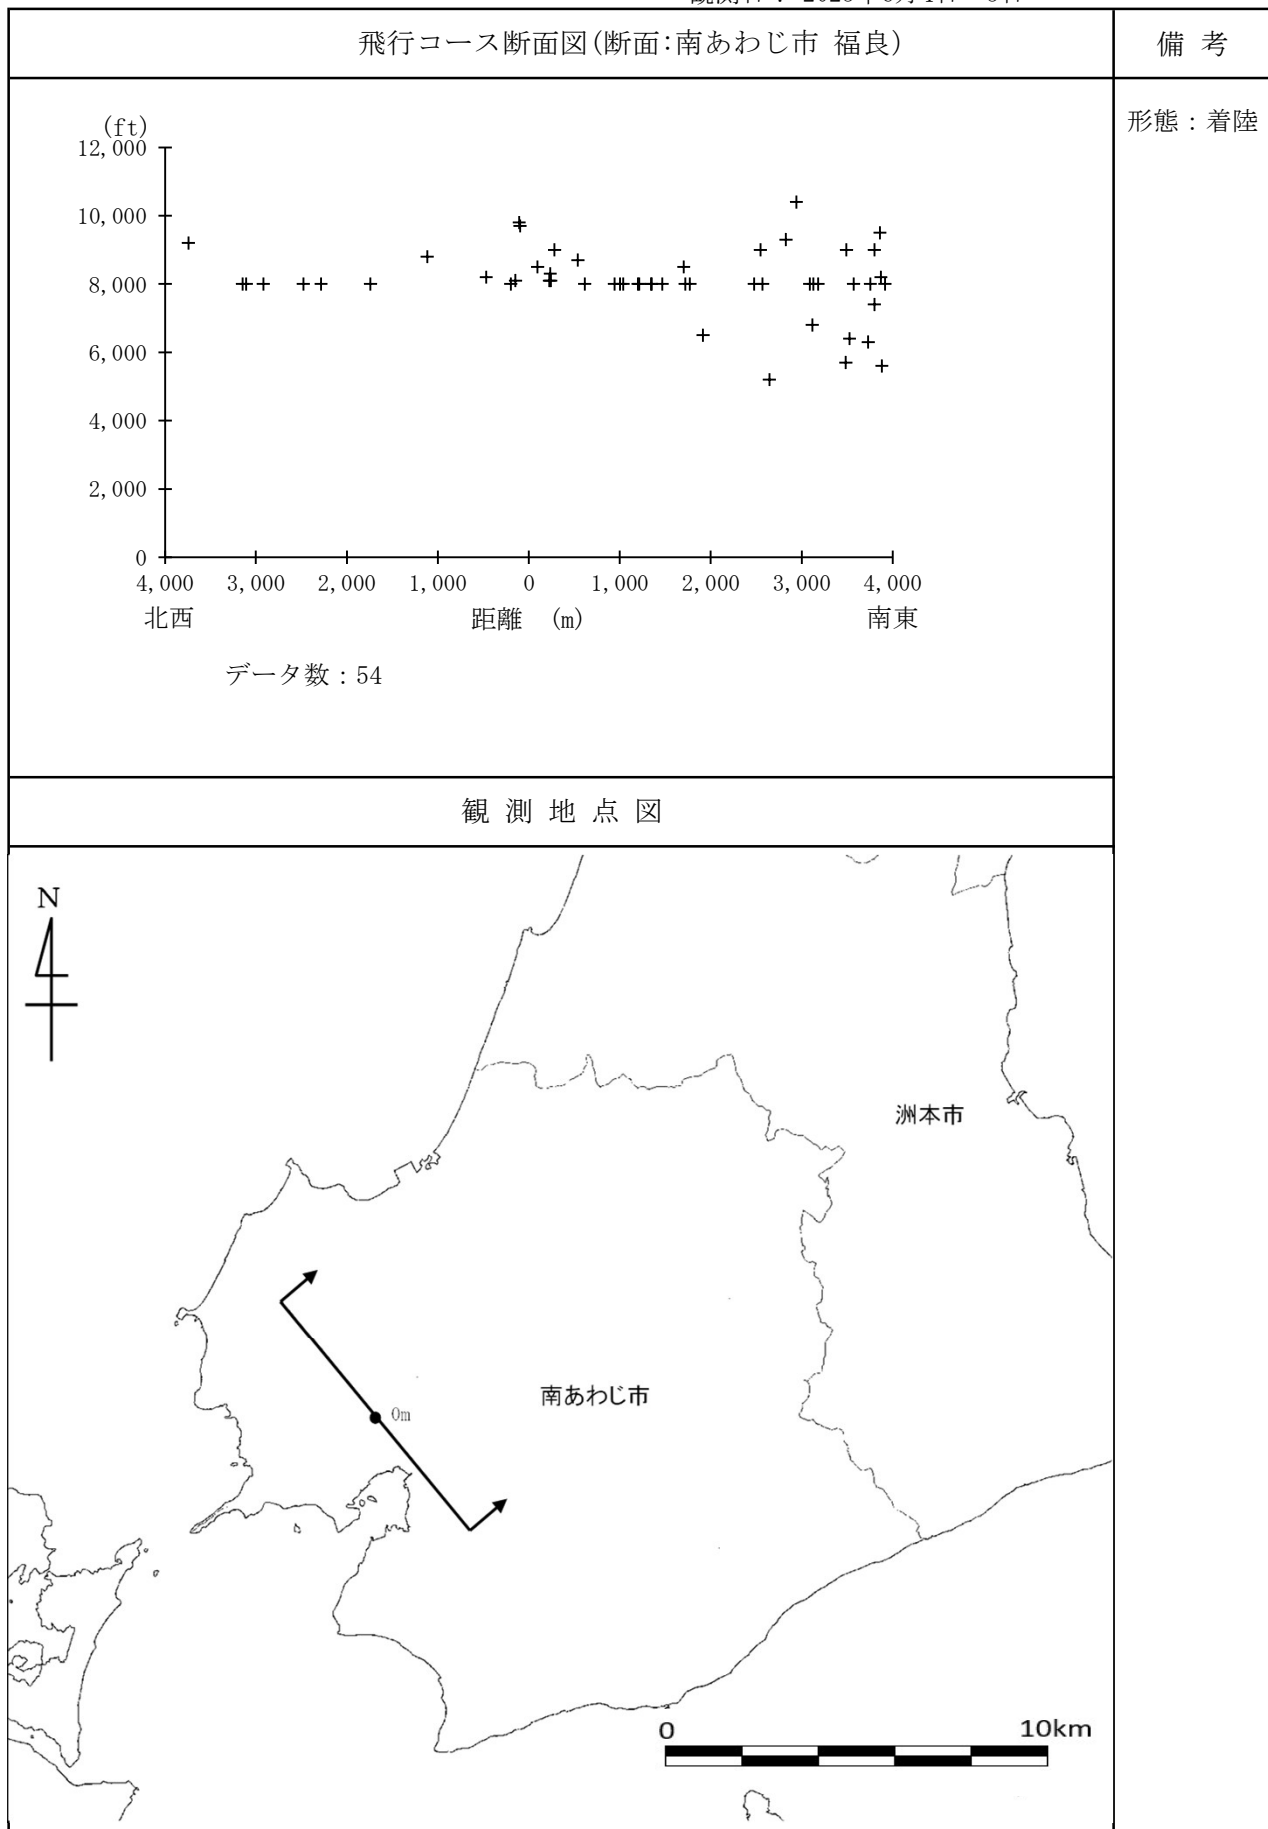 飛行コース断面図(断面:南あわじ市 福良)
備 考
形態：着陸
(ft)
12,000
10,000
8,000
6,000
4,000
2,000
0
4,000 3,000 2,000 1,000 0 1,000 2,000 3,000 4,000
北西 距離 (m) 南東
データ数：54
観 測 地 点 図
N
洲本市
南あわじ市
0m
0 10km